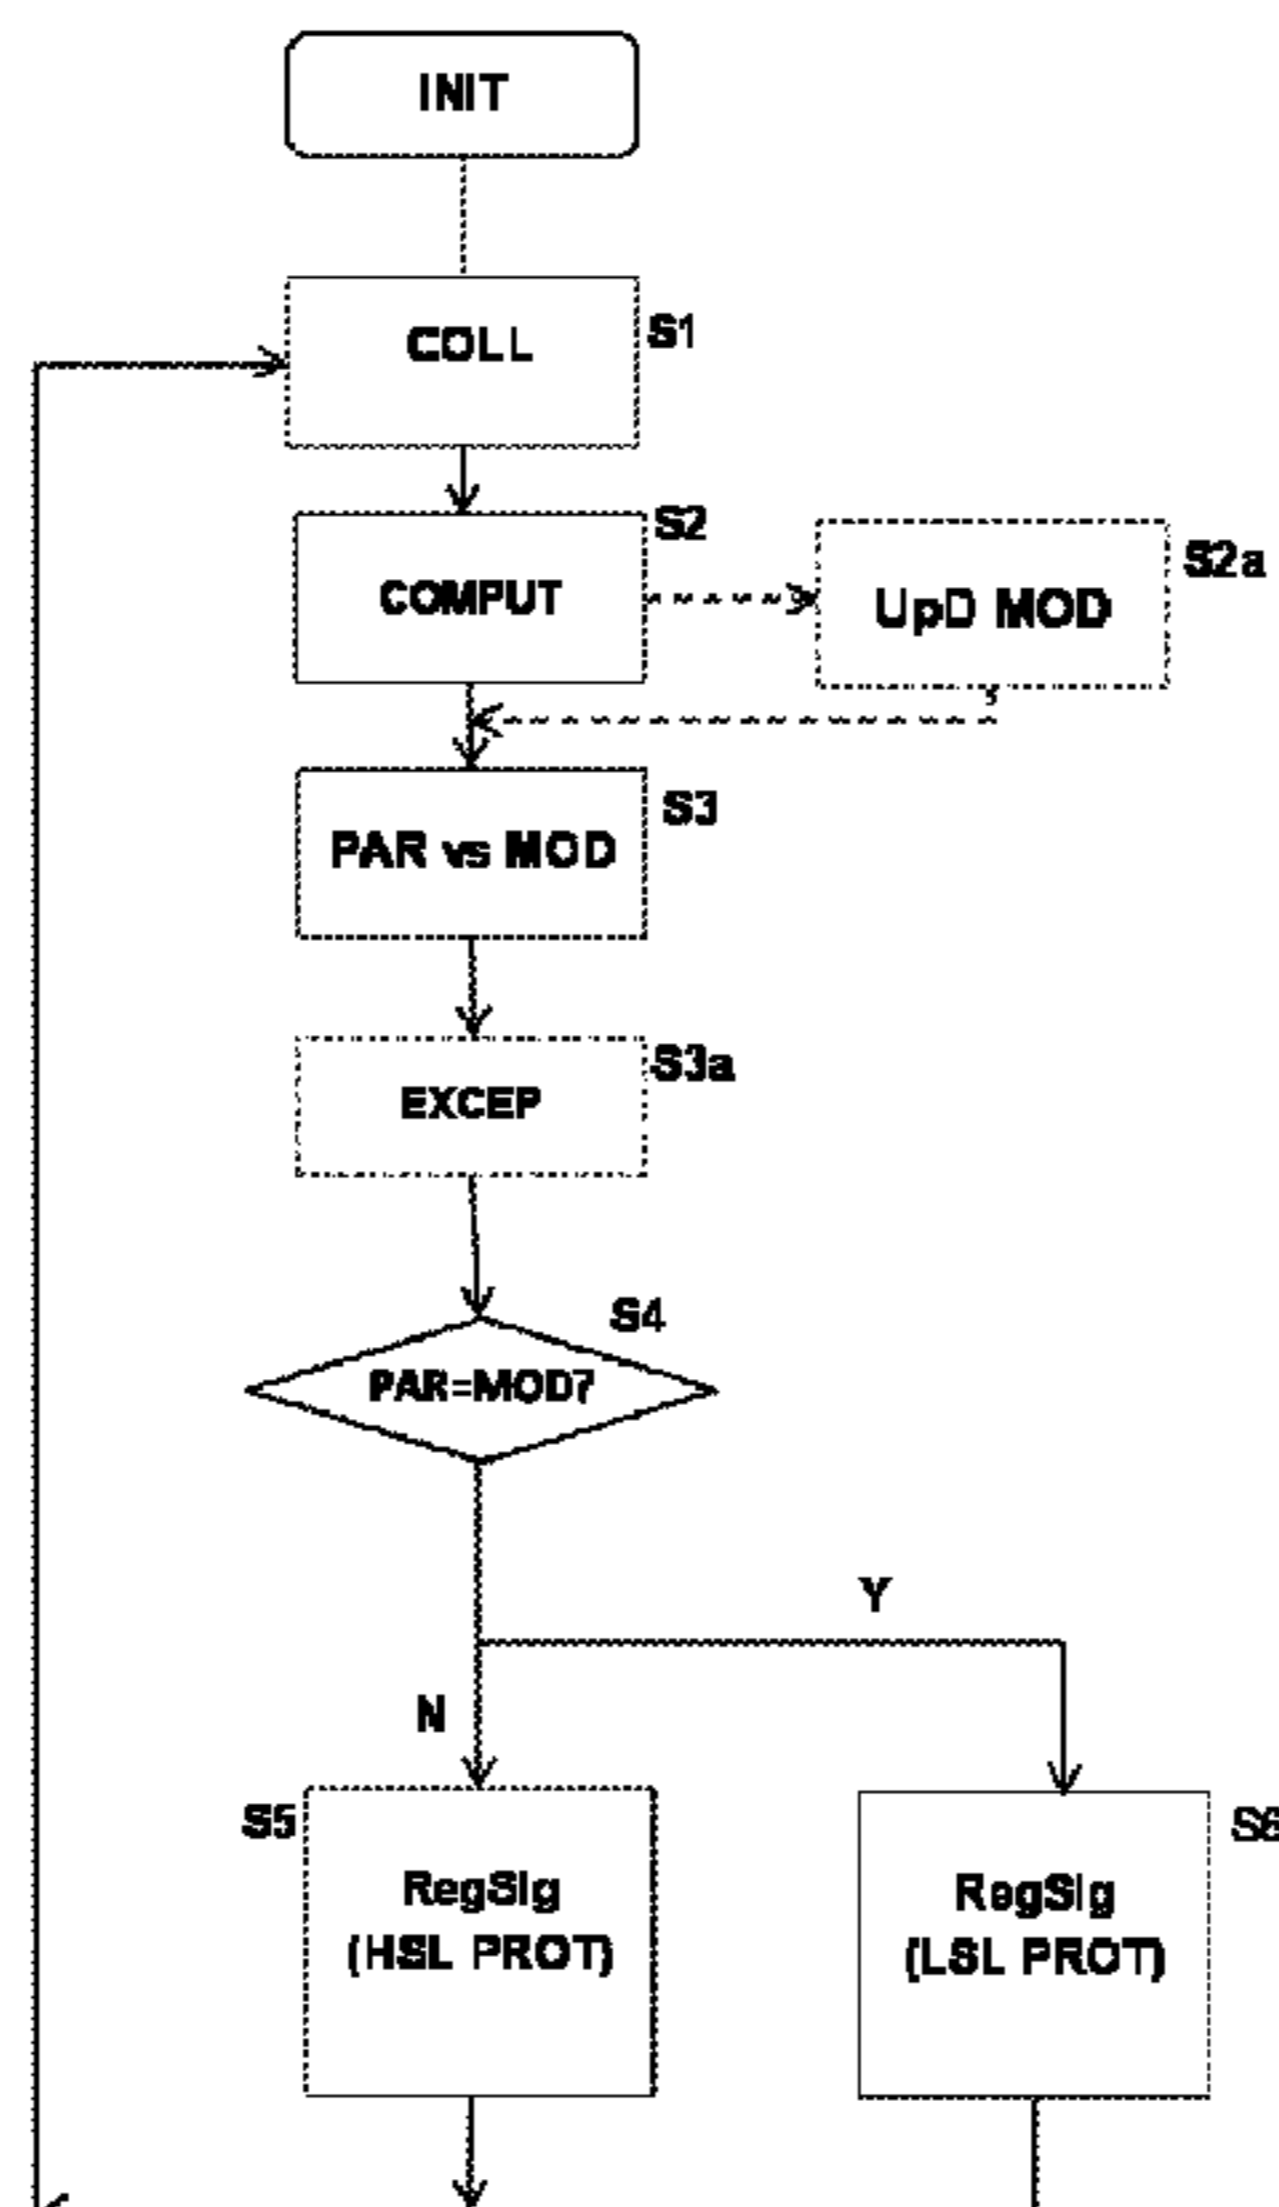 INIT
COLL
S1
COMPUT
S2
UpD MOD
S2a
PAR vs MOD
S3
EXCEP
S3a
PAR=MOD?
S4
Y
N
S5
RegSig
(HSL PROT)
RegSig
(LSL PROT)
S6